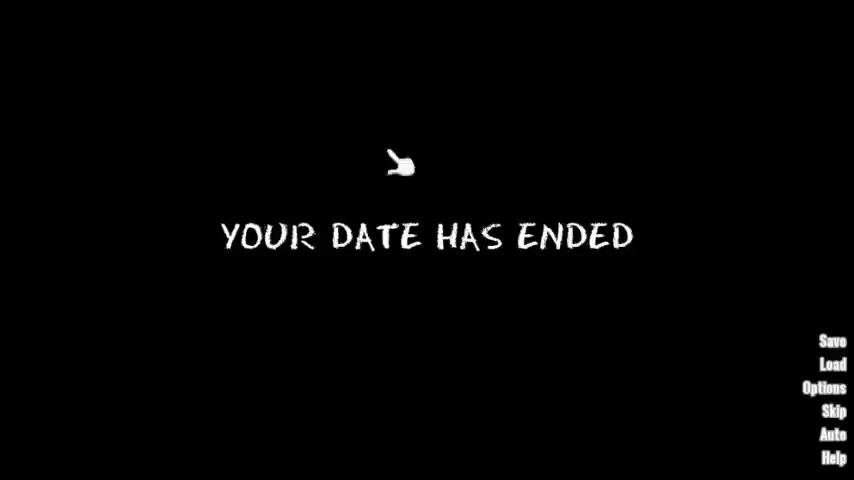 YOUR DATE HAS ENDED
Save
Load
Options
Skip
Auto
Help